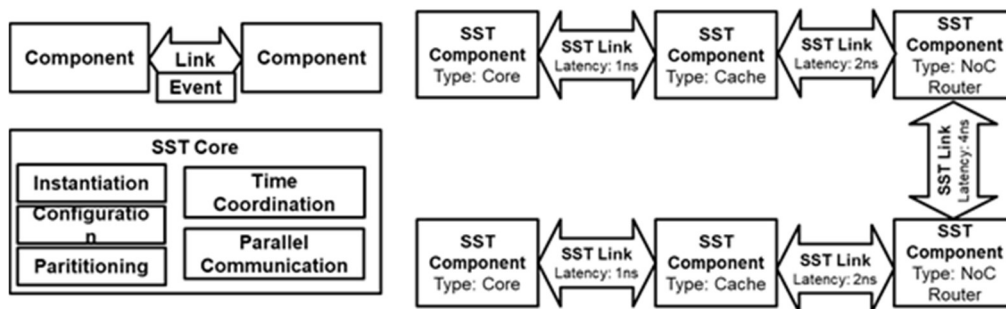 Component
Link
Event
Component
SST Core
Instantiation
Configuratio
n
Parititioning
Time
Coordination
Parallel
Communication
SST
Component
Type: Core
SST Link
Latency: 1ns
SST
Component
Type: Cache
SST Link
Latency: 2ns
SST
Component
Type: NoC
Router
SST Link
Latency: 4ns
SST
Component
Type: Core
SST Link
Latency: 1ns
SST
Component
Type: Cache
SST Link
Latency: 2ns
SST
Component
Type: NoC
Router